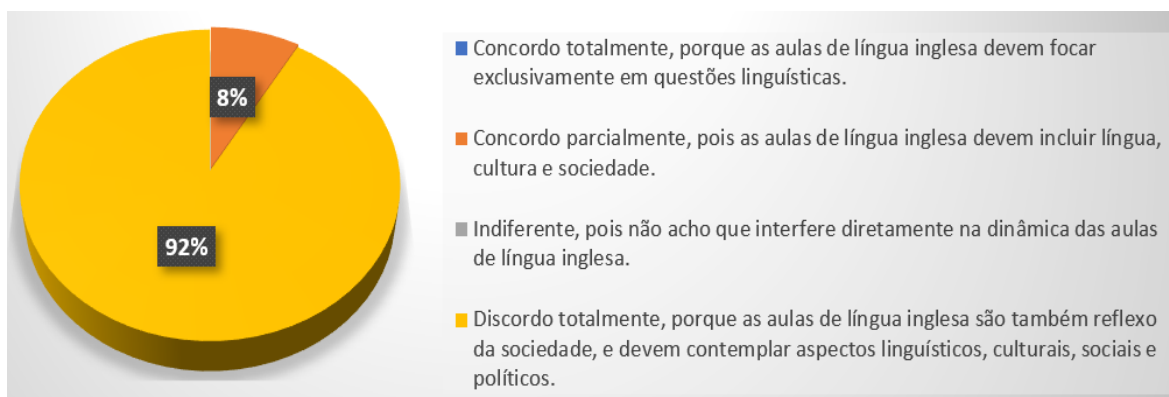 8%
92%
Concordo totalmente, porque as aulas de língua inglesa devem focar
exclusivamente em questões linguísticas.
Concordo parcialmente, pois as aulas de língua inglesa devem incluir língua,
cultura e sociedade.
Indiferente, pois não acho que interfere diretamente na dinâmica das aulas
de língua inglesa.
Discordo totalmente, porque as aulas de língua inglesa são também reflexo
da sociedade, e devem contemplar aspectos linguísticos, culturais, sociais e
políticos.